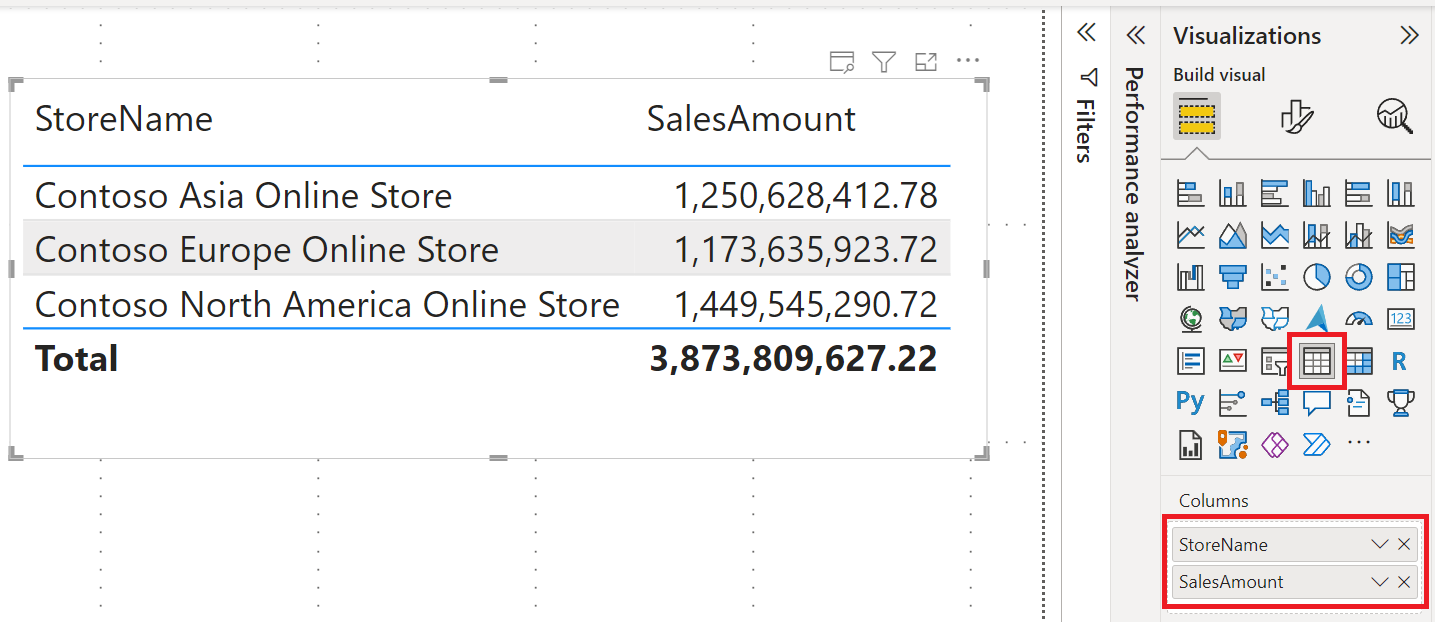 StoreName SalesAmount
Contoso Asia Online Store 1,250,628,412.78
Contoso Europe Online Store 1,173,635,923.72
Contoso North America Online Store 1,449,545,290.72
Total 3,873,809,627.22
Filters
Performance analyzer
Visualizations
Build visual
123
R
Py
Columns
StoreName
SalesAmount